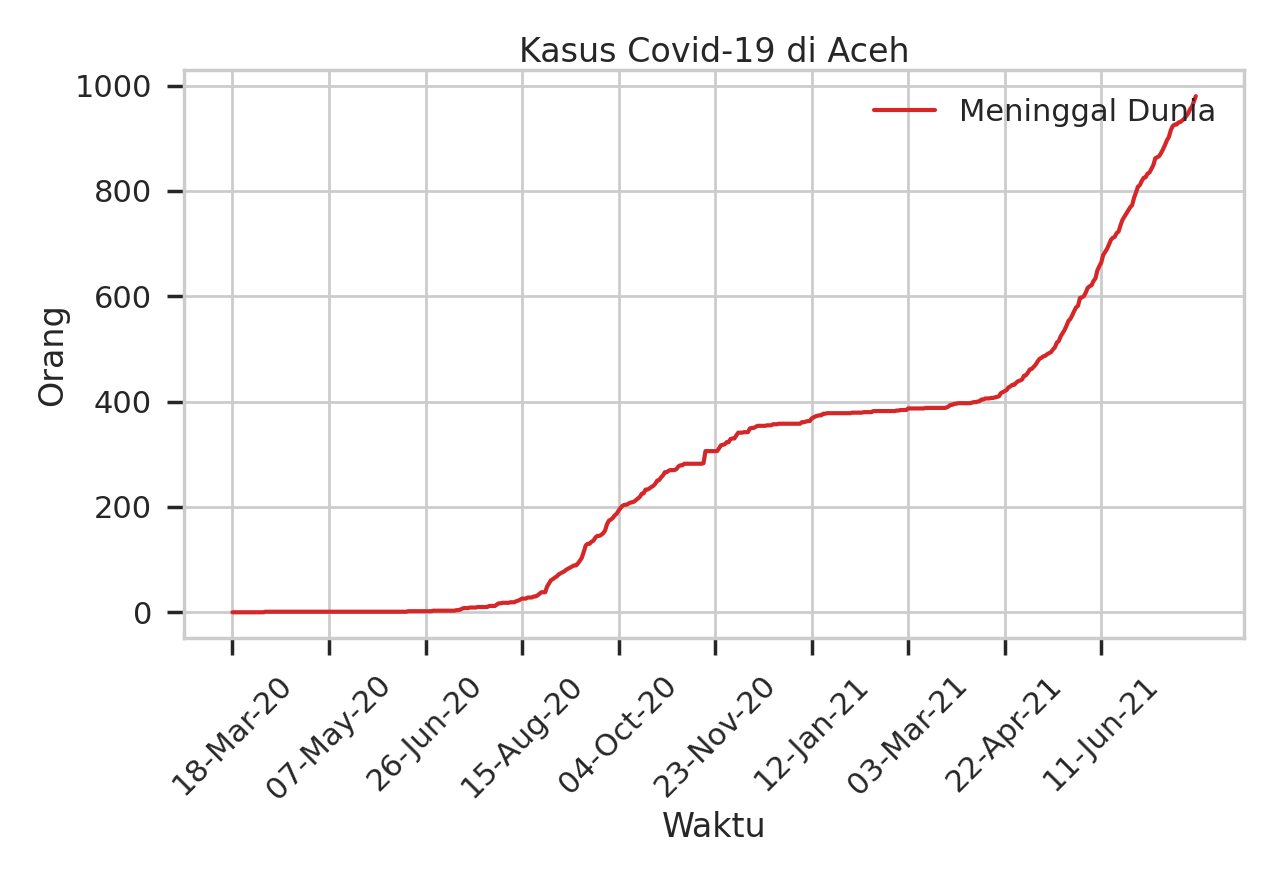 Kasus Covid-19 di Aceh
Meninggal Dunia
Orang
1000
800
600
400
200
0
18-Mar-20
07-May-20
26-Jun-20
15-Aug-20
04-Oct-20
23-Nov-20
12-Jan-21
03-Mar-21
22-Apr-21
11-Jun-21
Waktu